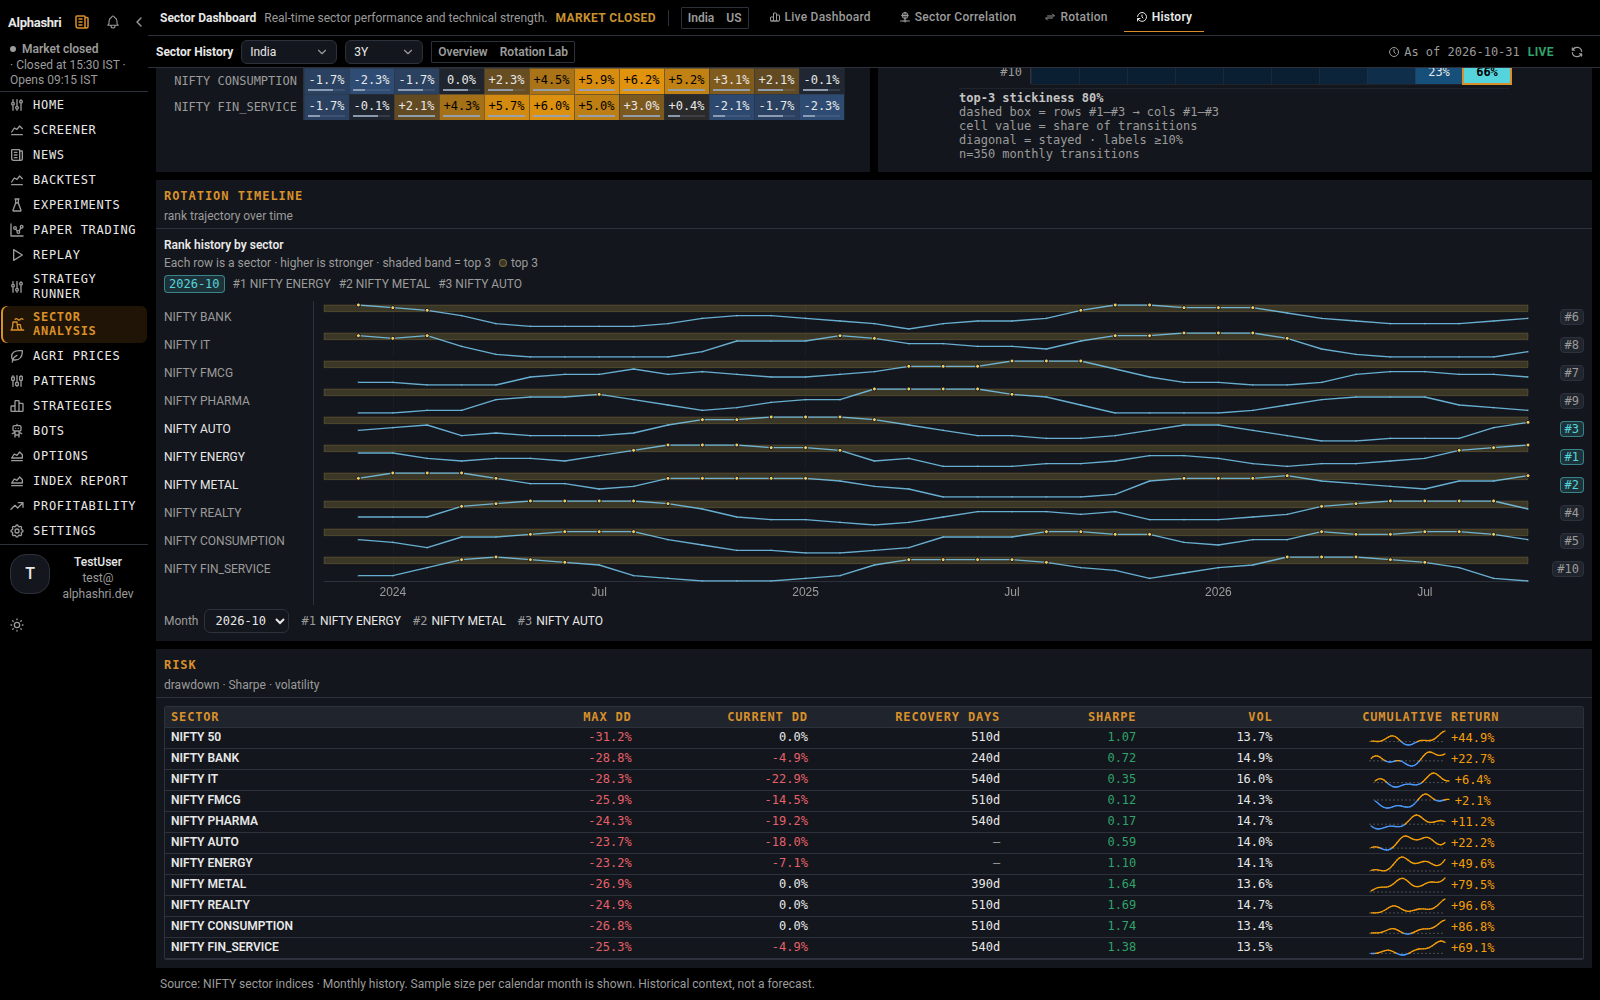 Alphashri
Sector Dashboard Real-time sector performance and technical strength. MARKET CLOSED India US Live Dashboard Sector Correlation Rotation History
Market closed
· Closed at 15:30 IST ·
Opens 09:15 IST
Sector History India 3Y Overview Rotation Lab As of 2026-10-31 LIVE
HOME
SCREENER
NEWS
BACKTEST
EXPERIMENTS
PAPER TRADING
REPLAY
STRATEGY
RUNNER
SECTOR
ANALYSIS
AGRI PRICES
PATTERNS
STRATEGIES
BOTS
OPTIONS
INDEX REPORT
PROFITABILITY
SETTINGS
T
TestUser
test@
alphashri.dev
NIFTY CONSUMPTION -1.7% -2.3% -1.7% 0.0% +2.3% +4.5% +5.9% +6.2% +5.2% +3.1% +2.1% -0.1%
NIFTY FIN_SERVICE -1.7% -0.1% +2.1% +4.3% +5.7% +6.0% +5.0% +3.0% +0.4% -2.1% -1.7% -2.3%
#10 23% 66%
top-3 stickiness 80%
dashed box = rows #1–#3 → cols #1–#3
cell value = share of transitions
diagonal = stayed · labels ≥10%
n=350 monthly transitions
ROTATION TIMELINE
rank trajectory over time
Rank history by sector
Each row is a sector · higher is stronger · shaded band = top 3 top 3
2026-10 #1 NIFTY ENERGY #2 NIFTY METAL #3 NIFTY AUTO
NIFTY BANK #6
NIFTY IT #8
NIFTY FMCG #7
NIFTY PHARMA #9
NIFTY AUTO #3
NIFTY ENERGY #1
NIFTY METAL #2
NIFTY REALTY #4
NIFTY CONSUMPTION #5
NIFTY FIN_SERVICE #10
2024 Jul 2025 Jul 2026 Jul
Month 2026-10 #1 NIFTY ENERGY #2 NIFTY METAL #3 NIFTY AUTO
RISK
drawdown · Sharpe · volatility
SECTOR MAX DD CURRENT DD RECOVERY DAYS SHARPE VOL CUMULATIVE RETURN
NIFTY 50 -31.2% 0.0% 510d 1.07 13.7% +44.9%
NIFTY BANK -28.8% -4.9% 240d 0.72 14.9% +22.7%
NIFTY IT -28.3% -22.9% 540d 0.35 16.0% +6.4%
NIFTY FMCG -25.9% -14.5% 510d 0.12 14.3% +2.1%
NIFTY PHARMA -24.3% -19.2% 540d 0.17 14.7% +11.2%
NIFTY AUTO -23.7% -18.0% — 0.59 14.0% +22.2%
NIFTY ENERGY -23.2% -7.1% — 1.10 14.1% +49.6%
NIFTY METAL -26.9% 0.0% 390d 1.64 13.6% +79.5%
NIFTY REALTY -24.9% 0.0% 510d 1.69 14.7% +96.6%
NIFTY CONSUMPTION -26.8% 0.0% 510d 1.74 13.4% +86.8%
NIFTY FIN_SERVICE -25.3% -4.9% 540d 1.38 13.5% +69.1%
Source: NIFTY sector indices · Monthly history. Sample size per calendar month is shown. Historical context, not a forecast.